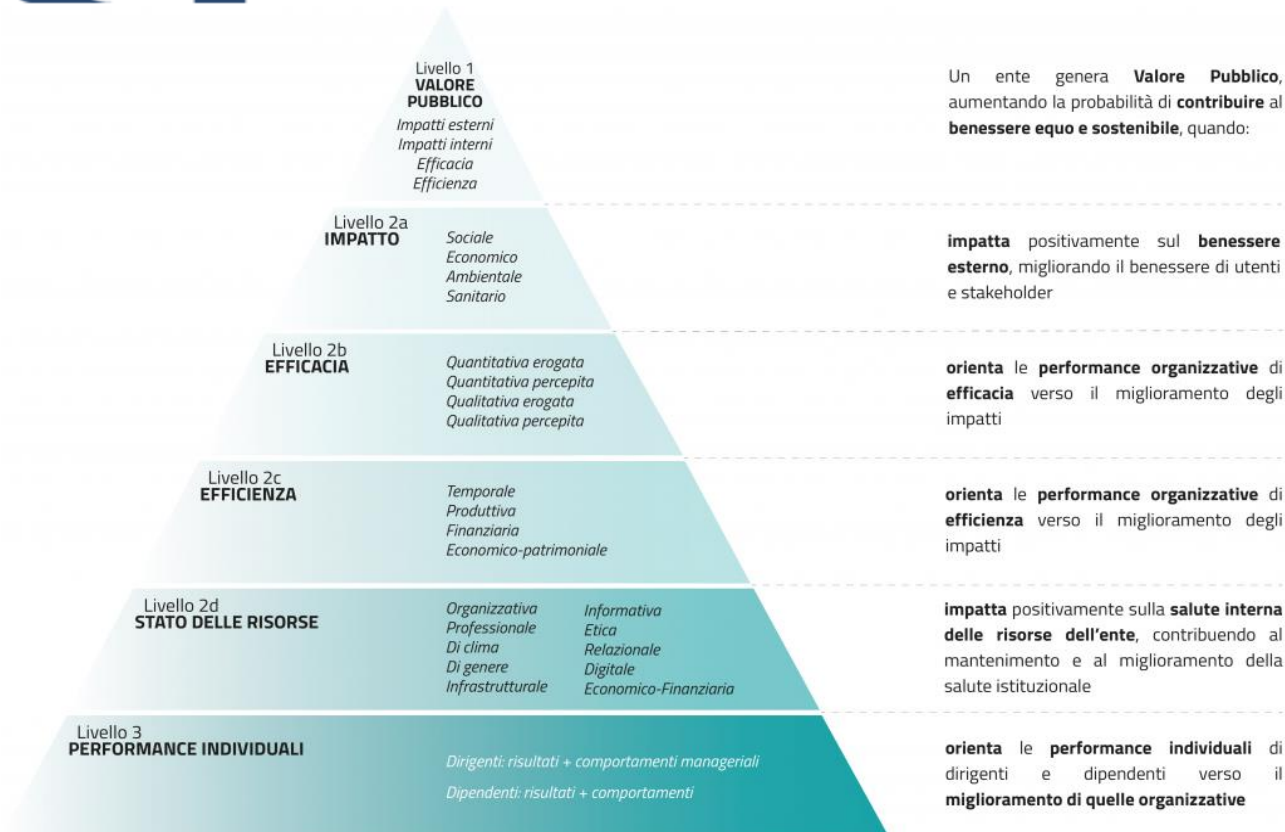 Livello 1
VALORE
PUBBLICO
Impatti esterni
Impatti interni
Efficacia
Efficienza
Un ente genera Valore Pubblico,
aumentando la probabilità di contribuire al
benessere equo e sostenibile, quando:
Livello 2a
IMPATTO
Sociale
Economico
Ambientale
Sanitario
impatta positivamente sul benessere
esterno, migliorando il benessere di utenti
e stakeholder
Livello 2b
EFFICACIA
Quantitativa erogata
Quantitativa percepita
Qualitativa erogata
Qualitativa percepita
orienta le performance organizzative di
efficacia verso il miglioramento degli
impatti
Livello 2c
EFFICIENZA
Temporale
Produttiva
Finanziaria
Economico-patrimoniale
orienta le performance organizzative di
efficienza verso il miglioramento degli
impatti
Livello 2d
STATO DELLE RISORSE
Organizzativa
Professionale
Di clima
Di genere
Infrastrutturale
Informativa
Etica
Relazionale
Digitale
Economico-Finanziaria
impatta positivamente sulla salute interna
delle risorse dell'ente, contribuendo al
mantenimento e al miglioramento della
salute istituzionale
Livello 3
PERFORMANCE INDIVIDUALI
Dirigenti: risultati + comportamenti manageriali
Dipendenti: risultati + comportamenti
orienta le performance individuali di
dirigenti e dipendenti verso il
miglioramento di quelle organizzative